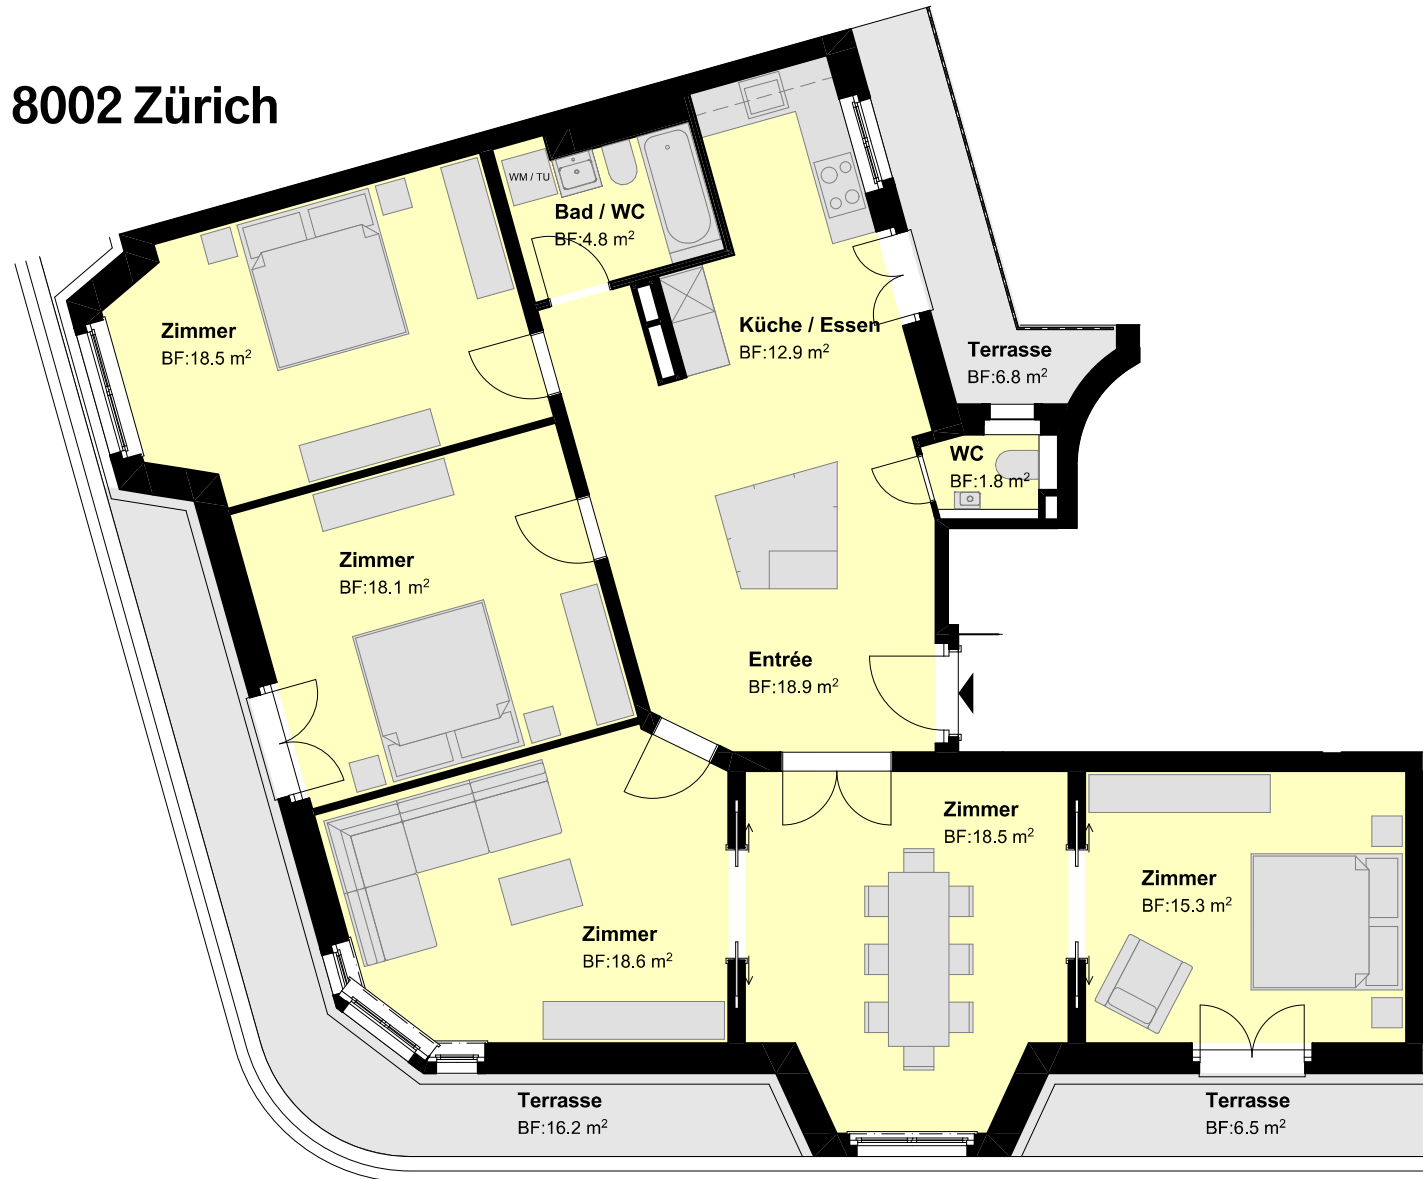 8002 Zürich
WM / TU
Bad / WC
BF:4.8 m²
Zimmer
BF:18.5 m²
Küche / Essen
BF:12.9 m²
Terrasse
BF:6.8 m²
WC
BF:1.8 m²
Zimmer
BF:18.1 m²
Entrée
BF:18.9 m²
Zimmer
BF:18.5 m²
Zimmer
BF:15.3 m²
Zimmer
BF:18.6 m²
Terrasse
BF:16.2 m²
Terrasse
BF:6.5 m²